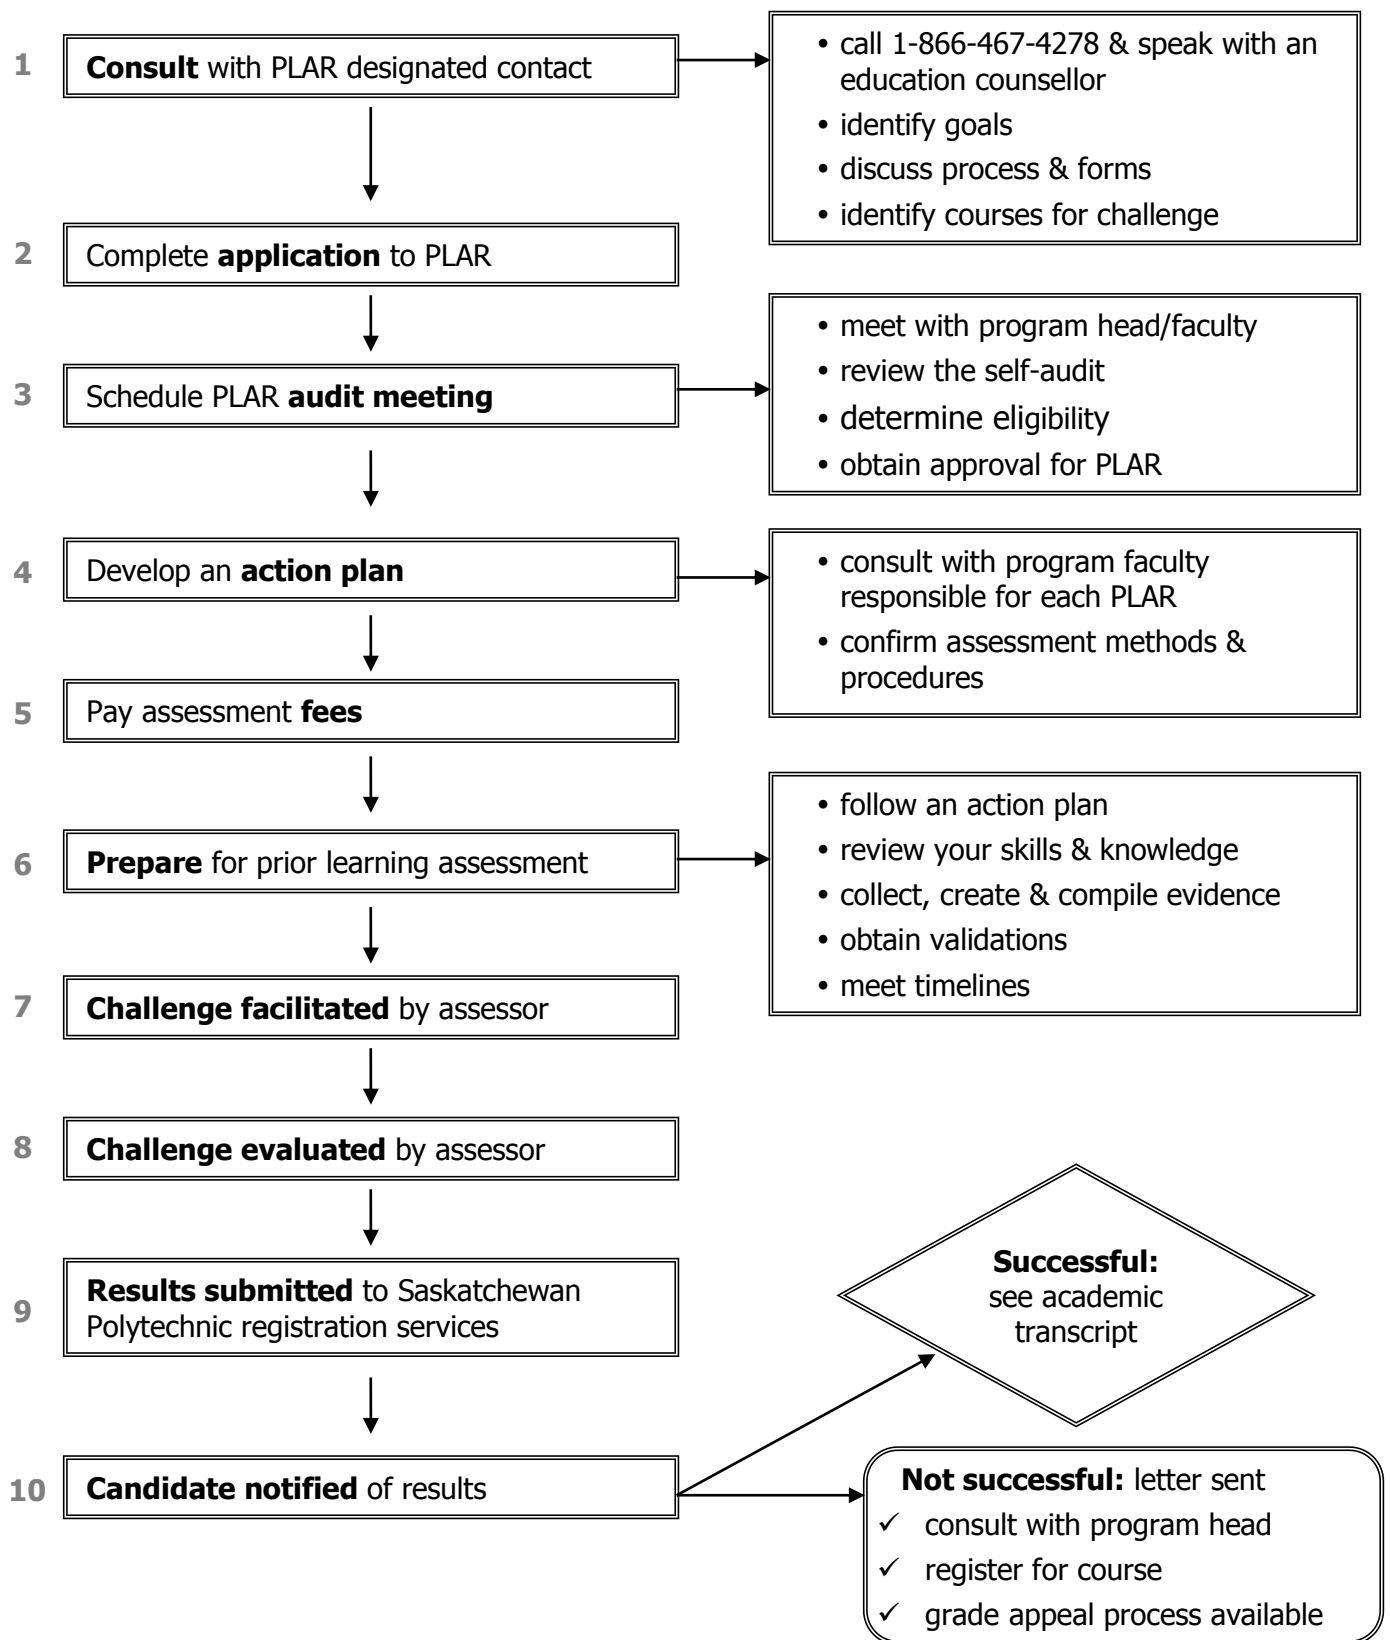 1
Consult with PLAR designated contact
• call 1-866-467-4278 & speak with an
education counsellor
• identify goals
• discuss process & forms
• identify courses for challenge
2
Complete application to PLAR
3
Schedule PLAR audit meeting
• meet with program head/faculty
• review the self-audit
• determine eligibility
• obtain approval for PLAR
4
Develop an action plan
• consult with program faculty
responsible for each PLAR
• confirm assessment methods &
procedures
5
Pay assessment fees
6
Prepare for prior learning assessment
• follow an action plan
• review your skills & knowledge
• collect, create & compile evidence
• obtain validations
• meet timelines
7
Challenge facilitated by assessor
8
Challenge evaluated by assessor
9
Results submitted to Saskatchewan
Polytechnic registration services
10
Candidate notified of results
Successful:
see academic
transcript
Not successful: letter sent
✓ consult with program head
✓ register for course
✓ grade appeal process available